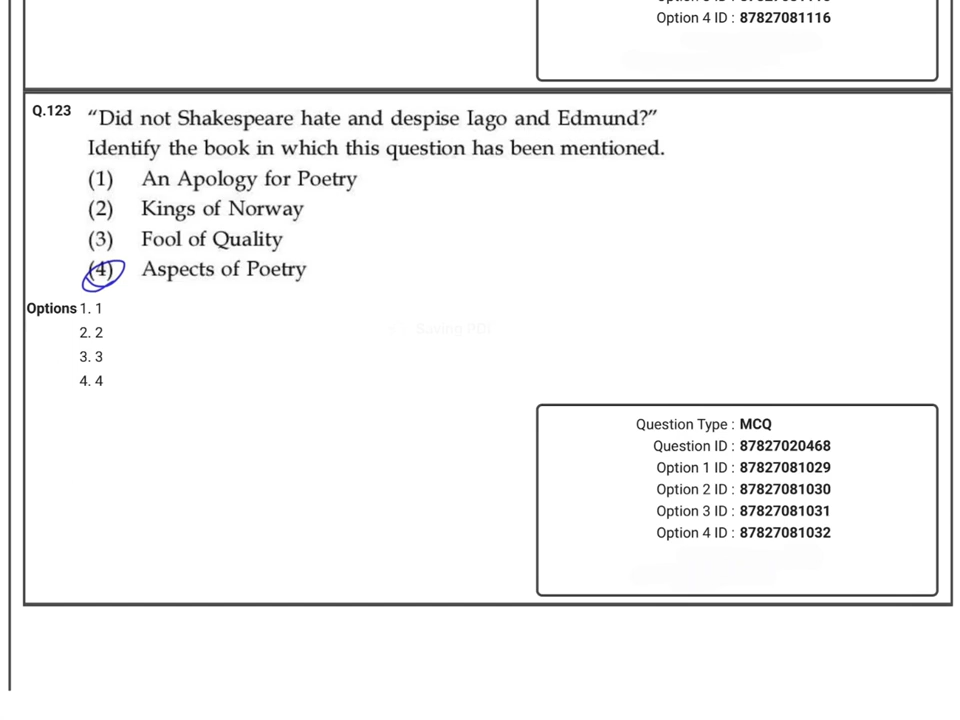 Option 4 ID : 87827081116
Q.123 “Did not Shakespeare hate and despise Iago and Edmund?”
Identify the book in which this question has been mentioned.
(1) An Apology for Poetry
(2) Kings of Norway
(3) Fool of Quality
(4) Aspects of Poetry
Options 1. 1
2. 2
3. 3
4. 4
Question Type : MCQ
Question ID : 87827020468
Option 1 ID : 87827081029
Option 2 ID : 87827081030
Option 3 ID : 87827081031
Option 4 ID : 87827081032